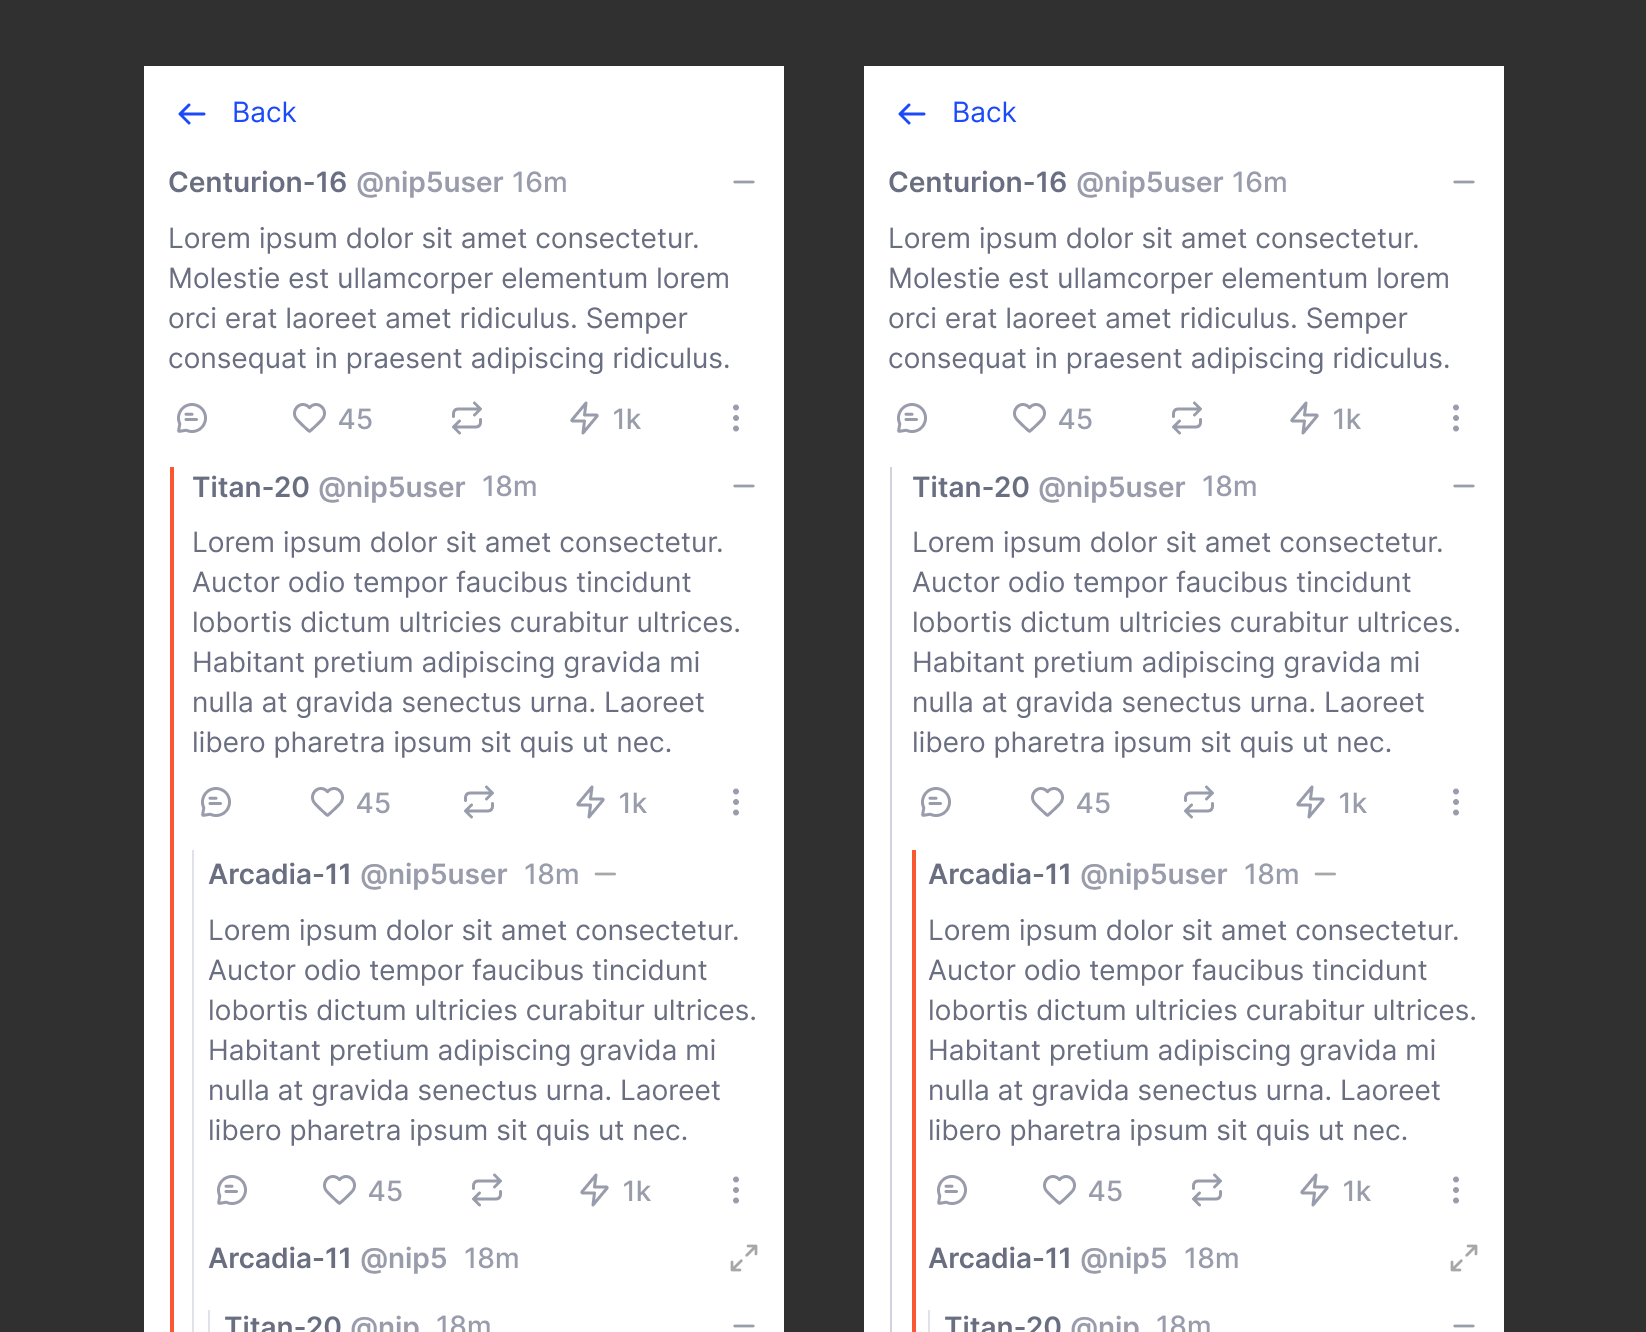 Back
Centurion-16 @nip5user 16m
Lorem ipsum dolor sit amet consectetur.
Molestie est ullamcorper elementum lorem
orci erat laoreet amet ridiculus. Semper
consequat in praesent adipiscing ridiculus.
45 1k
Titan-20 @nip5user 18m
Lorem ipsum dolor sit amet consectetur.
Auctor odio tempor faucibus tincidunt
lobortis dictum ultricies curabitur ultrices.
Habitant pretium adipiscing gravida mi
nulla at gravida senectus urna. Laoreet
libero pharetra ipsum sit quis ut nec.
45 1k
Arcadia-11 @nip5user 18m
Lorem ipsum dolor sit amet consectetur.
Auctor odio tempor faucibus tincidunt
lobortis dictum ultricies curabitur ultrices.
Habitant pretium adipiscing gravida mi
nulla at gravida senectus urna. Laoreet
libero pharetra ipsum sit quis ut nec.
45 1k
Arcadia-11 @nip5 18m
Titan-20 @nip 18m
Back
Centurion-16 @nip5user 16m
Lorem ipsum dolor sit amet consectetur.
Molestie est ullamcorper elementum lorem
orci erat laoreet amet ridiculus. Semper
consequat in praesent adipiscing ridiculus.
45 1k
Titan-20 @nip5user 18m
Lorem ipsum dolor sit amet consectetur.
Auctor odio tempor faucibus tincidunt
lobortis dictum ultricies curabitur ultrices.
Habitant pretium adipiscing gravida mi
nulla at gravida senectus urna. Laoreet
libero pharetra ipsum sit quis ut nec.
45 1k
Arcadia-11 @nip5user 18m
Lorem ipsum dolor sit amet consectetur.
Auctor odio tempor faucibus tincidunt
lobortis dictum ultricies curabitur ultrices.
Habitant pretium adipiscing gravida mi
nulla at gravida senectus urna. Laoreet
libero pharetra ipsum sit quis ut nec.
45 1k
Arcadia-11 @nip5 18m
Titan-20 @nip 18m